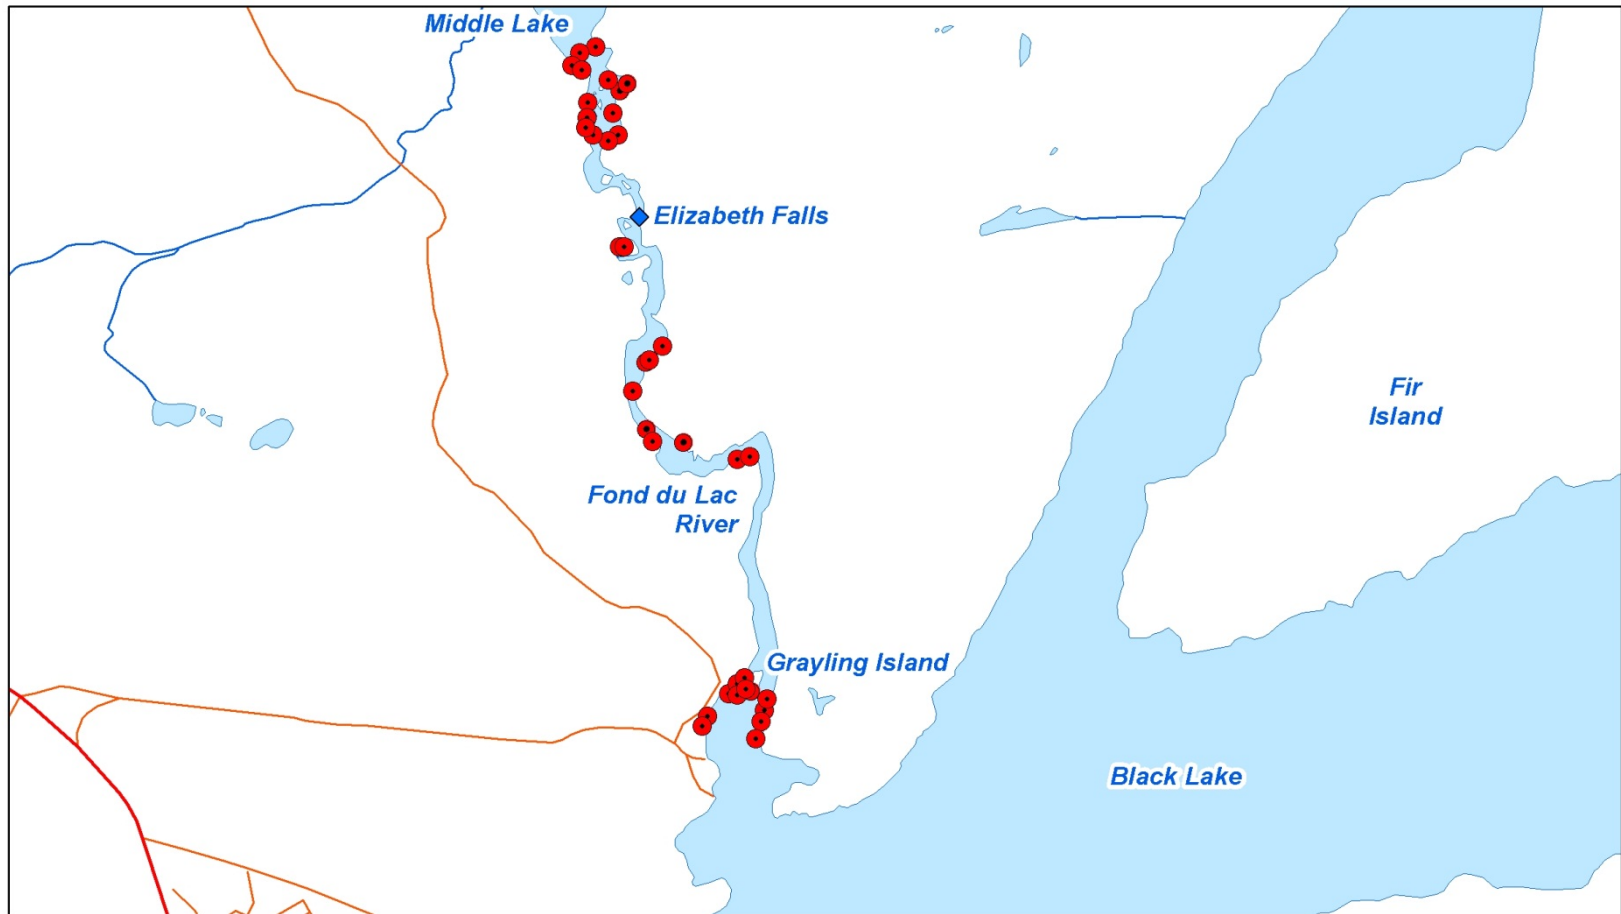 Middle Lake
Elizabeth Falls
Fir
Island
Fond du Lac
River
Grayling Island
Black Lake